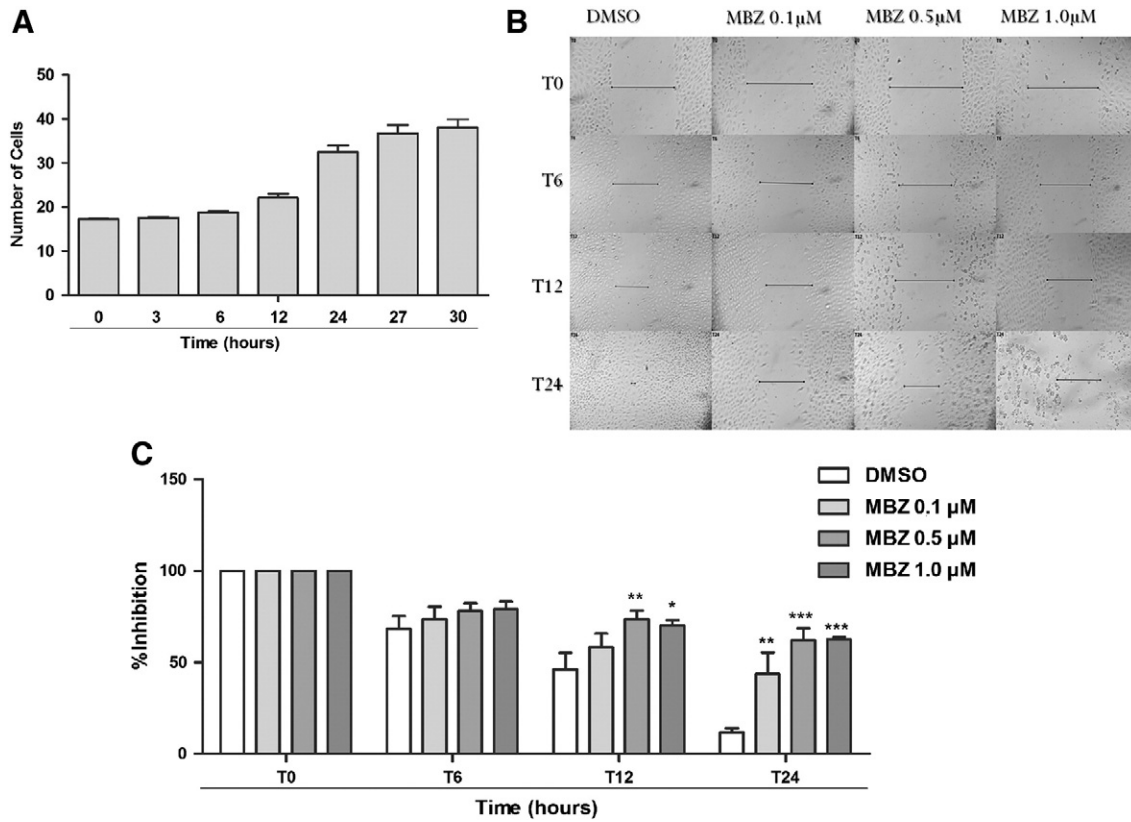 A
50
40
30
20
10
0
Number of Cells
0 3 6 12 24 27 30
Time (hours)
B
DMSO MBZ 0.1µM MBZ 0.5µM MBZ 1.0µM
T0
T6
T12
T24
C
150
100
50
0
%Inhibition
DMSO
MBZ 0.1 µM
MBZ 0.5 µM
MBZ 1.0 µM
** *
** *** ***
T0 T6 T12 T24
Time (hours)